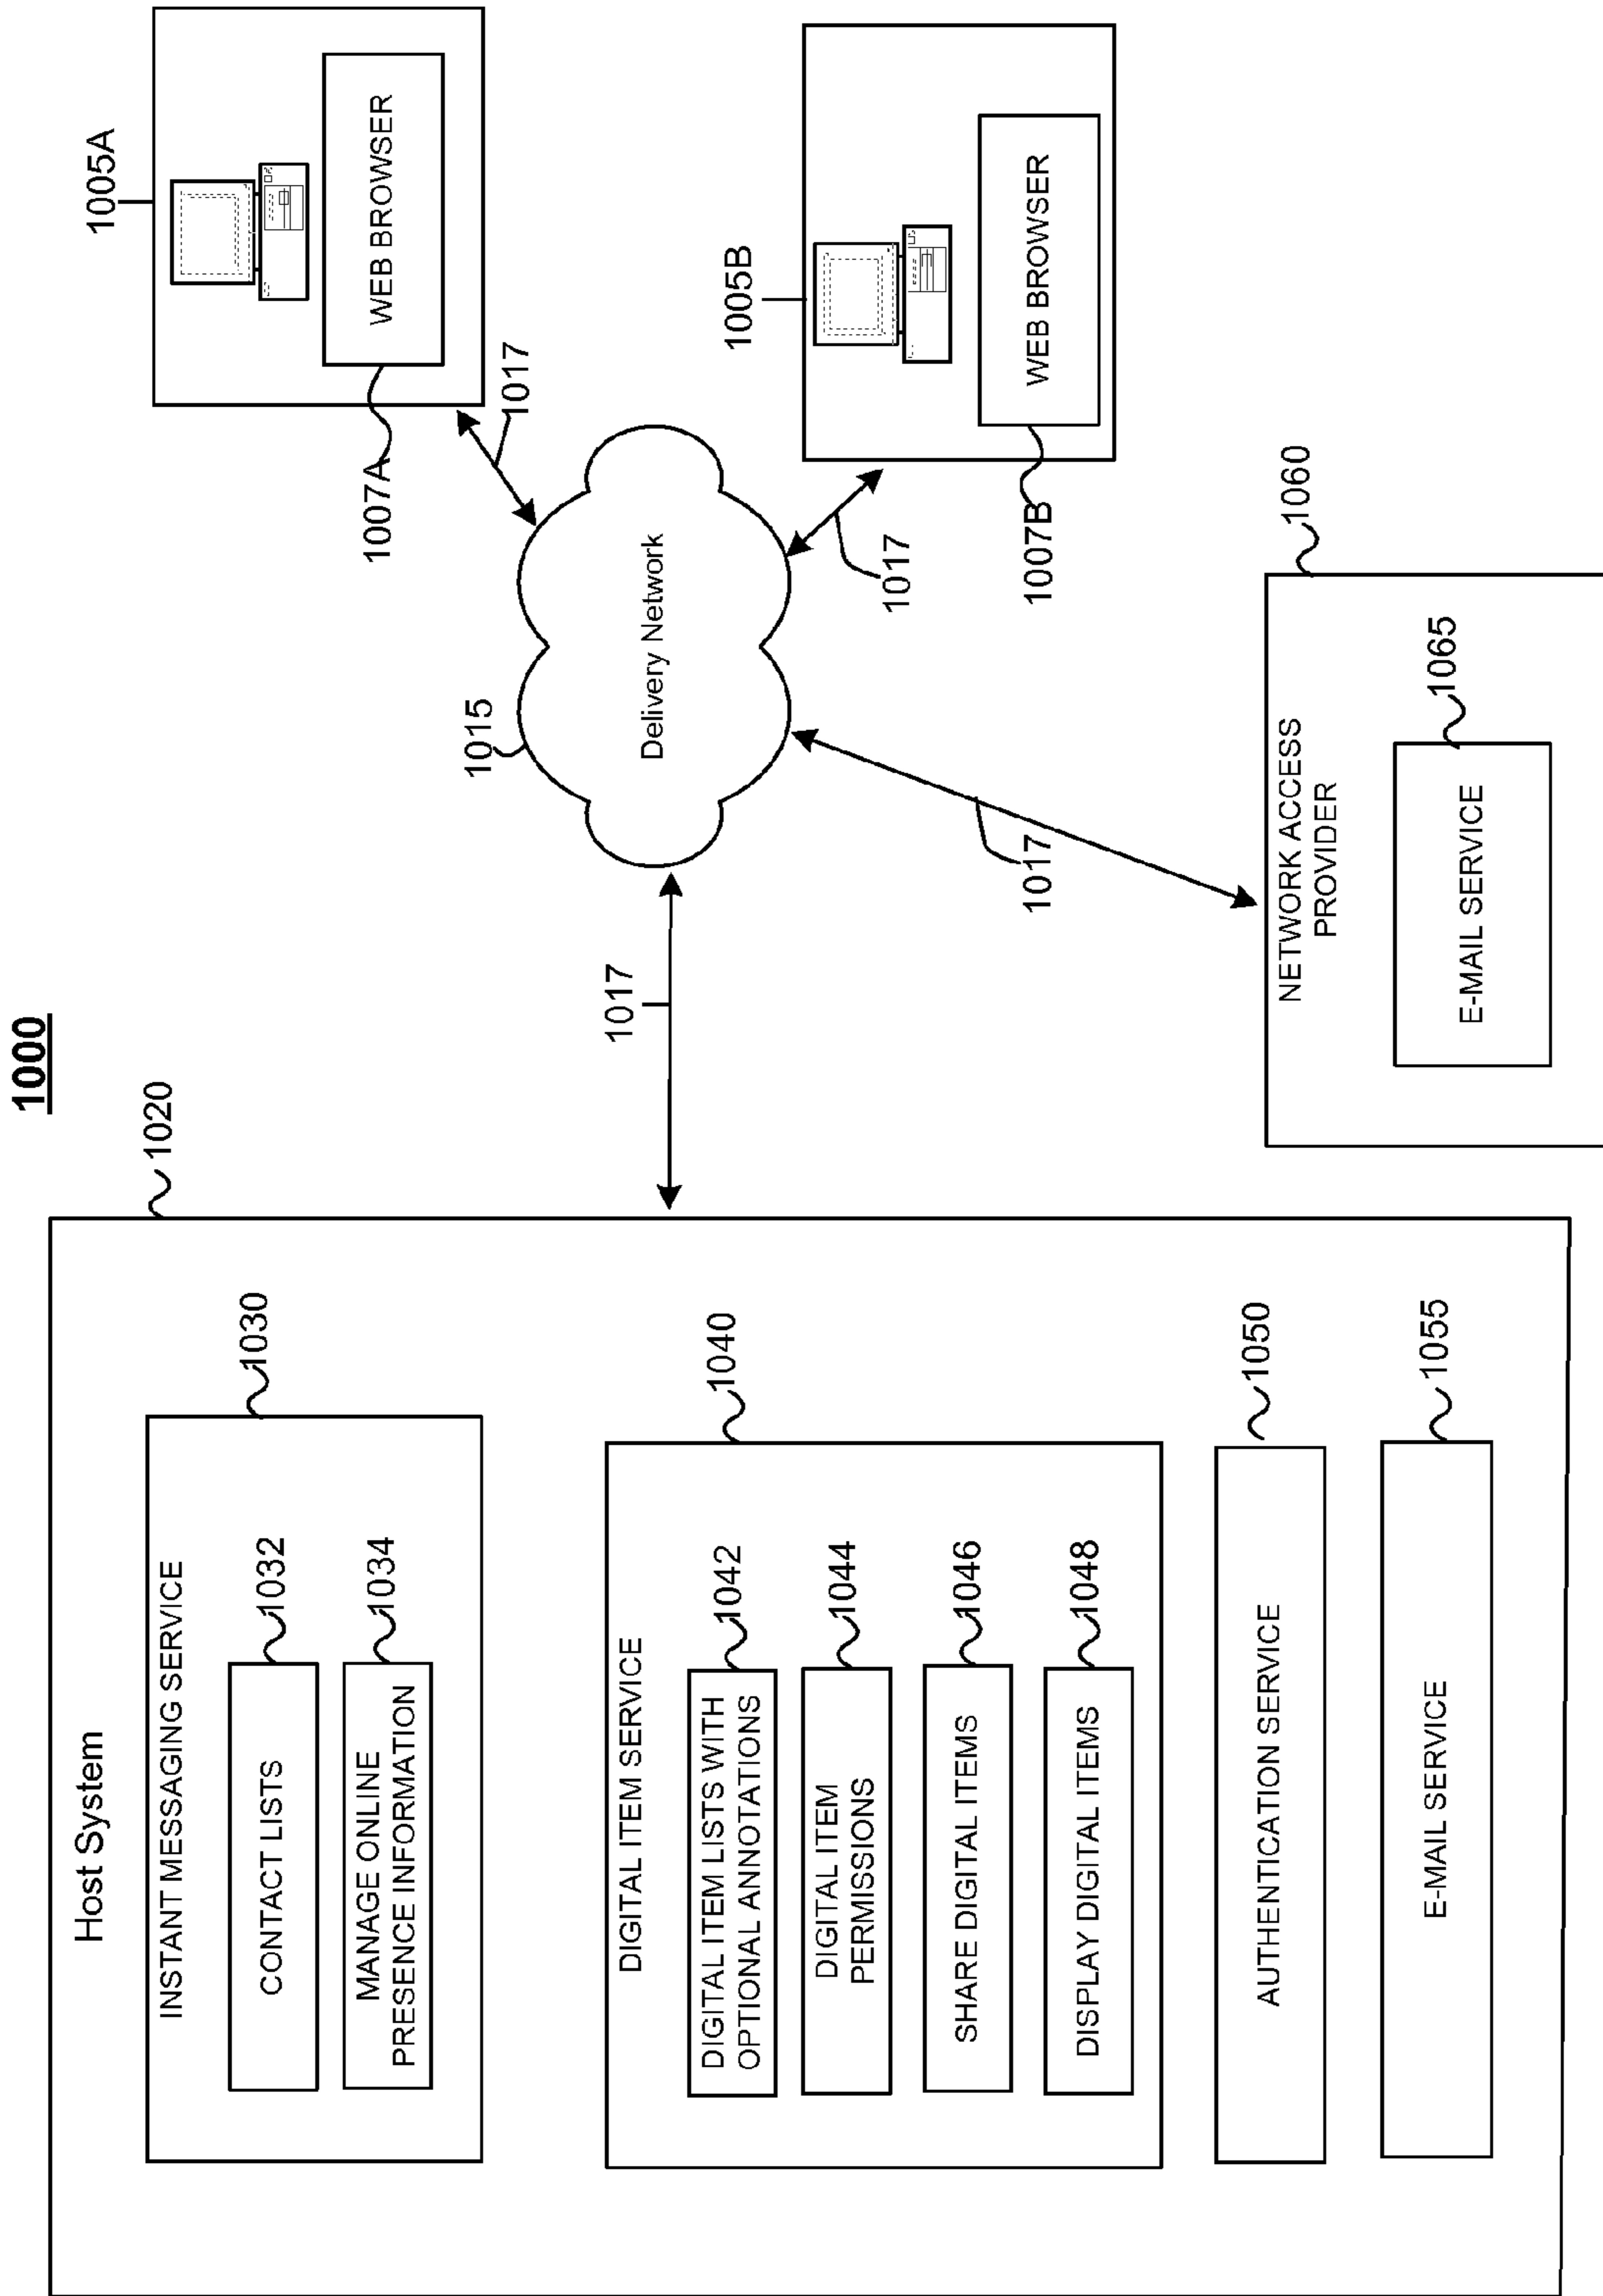 1000
Host System
1020
INSTANT MESSAGING SERVICE
1030
CONTACT LISTS
1032
MANAGE ONLINE
PRESENCE INFORMATION
1034
DIGITAL ITEM SERVICE
1040
DIGITAL ITEM LISTS WITH
OPTIONAL ANNOTATIONS
1042
DIGITAL ITEM
PERMISSIONS
1044
SHARE DIGITAL ITEMS
1046
DISPLAY DIGITAL ITEMS
1048
AUTHENTICATION SERVICE
1050
E-MAIL SERVICE
1055
1017
1015
Delivery Network
1017
1005A
WEB BROWSER
1007A
1017
1005B
WEB BROWSER
1007B
1017
NETWORK ACCESS
PROVIDER
1060
E-MAIL SERVICE
1065